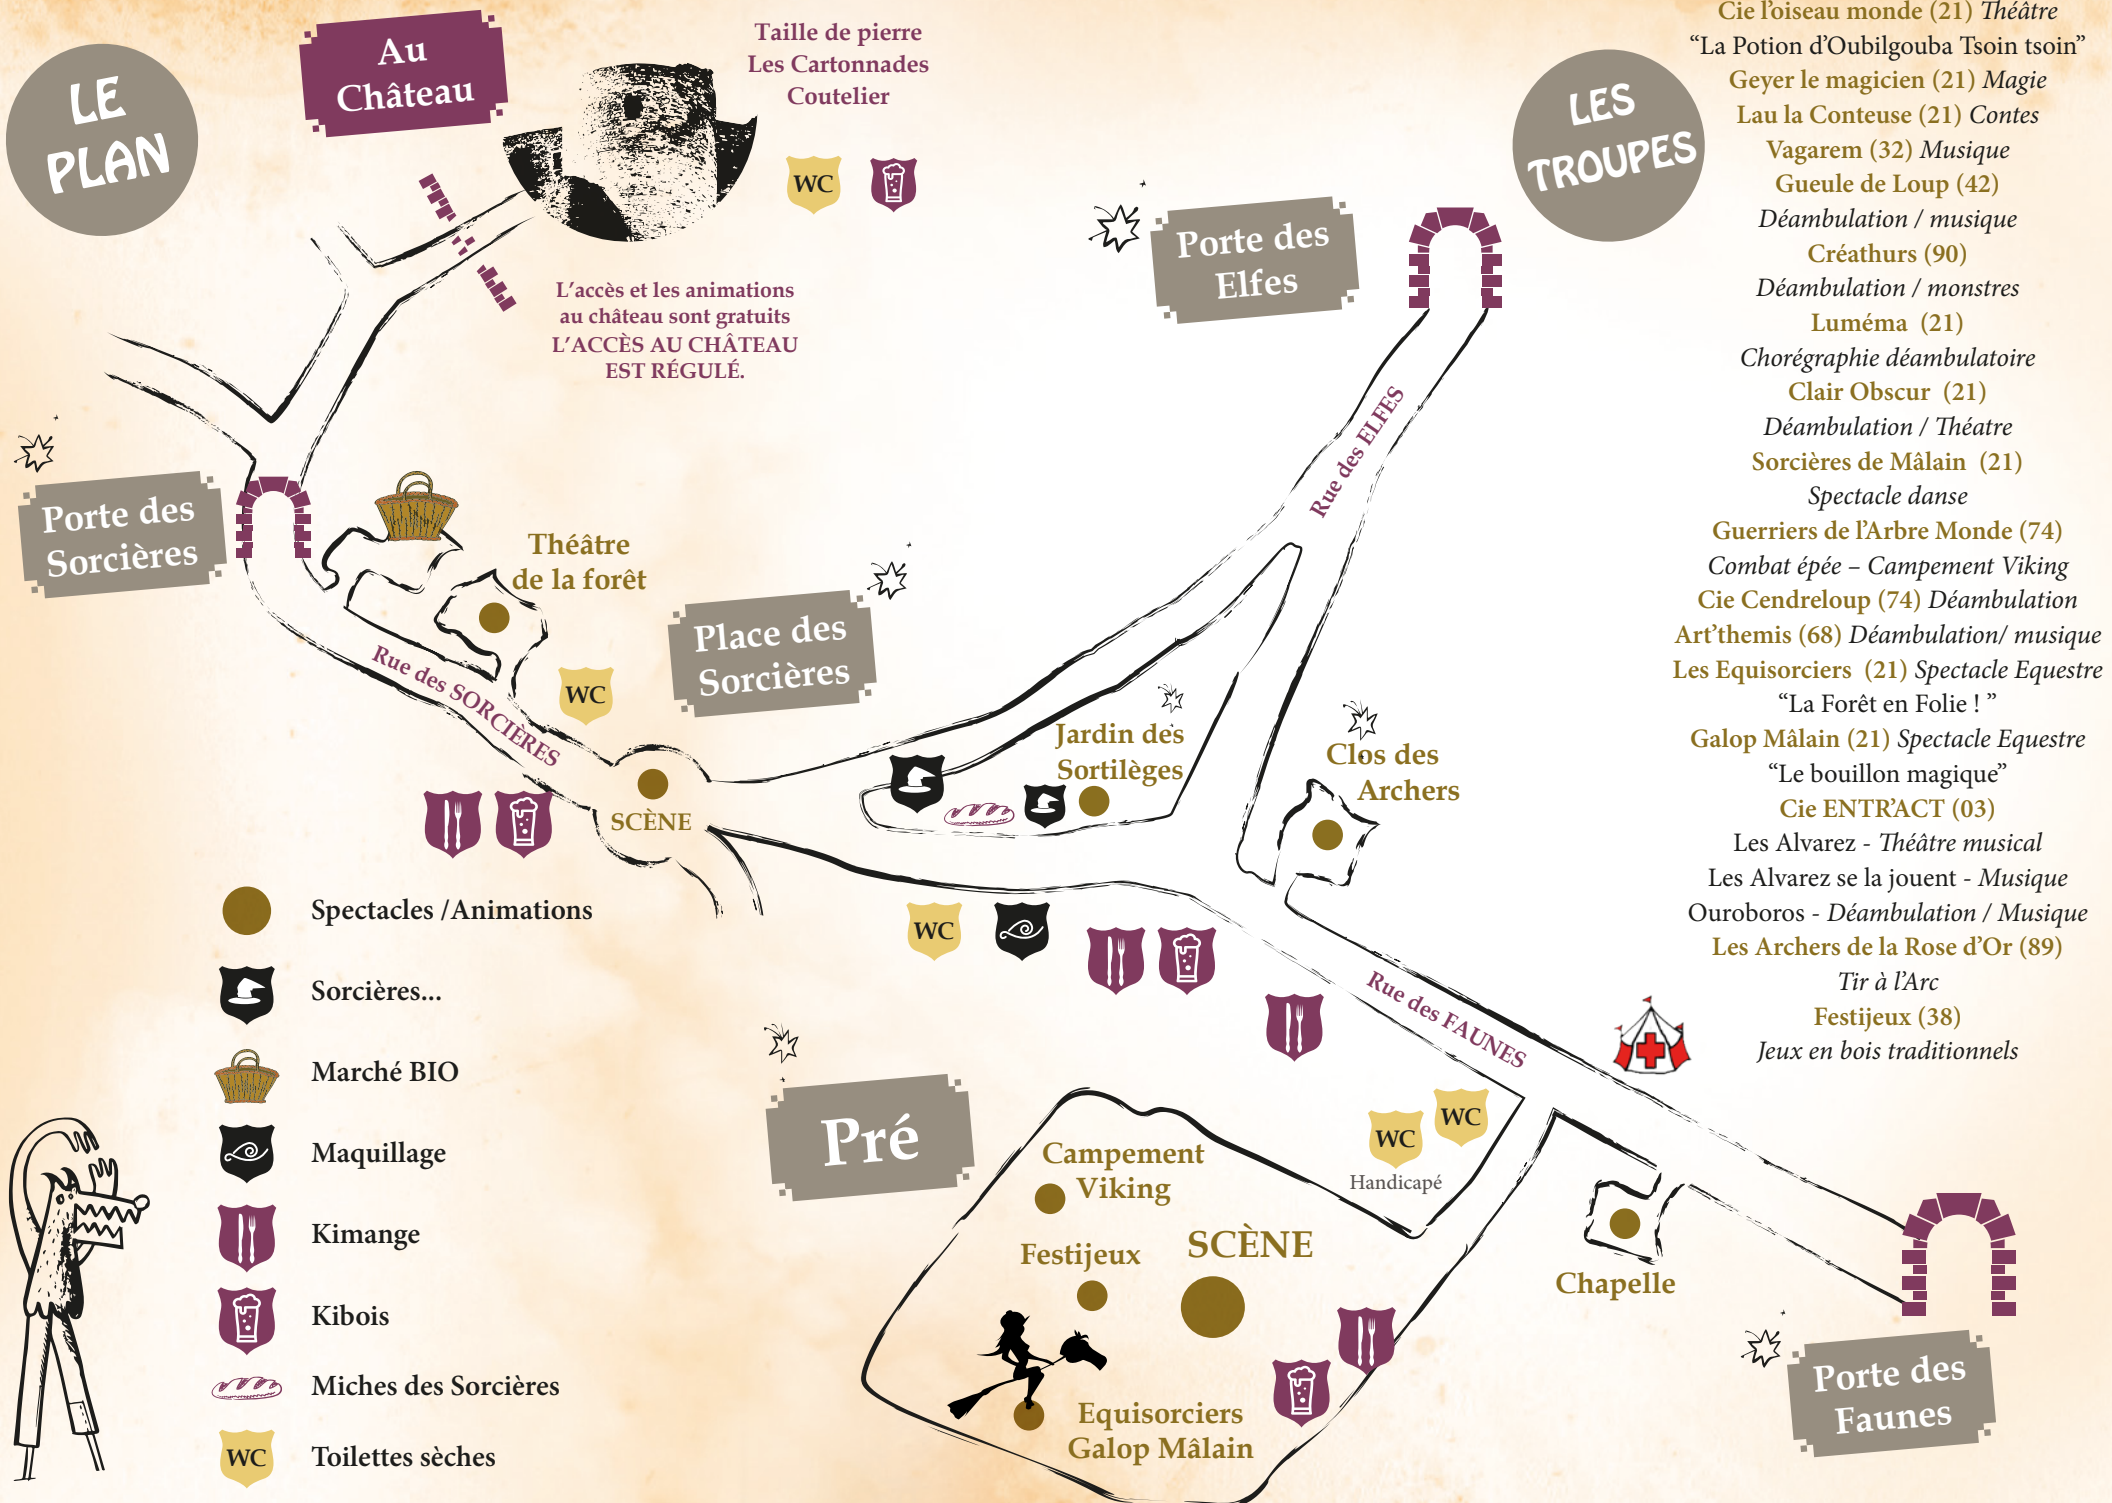 LE
PLAN
Au
Château
Taille de pierre
Les Cartonnades
Coutelier
WC
L’accès et les animations
au château sont gratuits
L’ACCÈS AU CHÂTEAU
EST RÉGULÉ.
Porte des
Elfes
Rue des ELFES
Porte des
Sorcières
Théâtre
de la forêt
Rue des SORCIÈRES
WC
Place des
Sorcières
SCÈNE
Jardin des
Sortilèges
Clos des
Archers
WC
Rue des FAUNES
Spectacles /Animations
Sorcières...
Marché BIO
Maquillage
Kimange
Kibois
Miches des Sorcières
WC
Toilettes sèches
Pré
Campement
Viking
Festijeux
SCÈNE
Equisorciers
Galop Mâlain
WC
WC
Handicapé
Chapelle
Porte des
Faunes
LES
TROUPES
Cie l’oiseau monde (21) Théâtre
“La Potion d’Oubilgouba Tsoin tsoin”
Geyer le magicien (21) Magie
Lau la Conteuse (21) Contes
Vagarem (32) Musique
Gueule de Loup (42)
Déambulation / musique
Créathurs (90)
Déambulation / monstres
Luméma (21)
Chorégraphie déambulatoire
Clair Obscur (21)
Déambulation / Théatre
Sorcières de Mâlain (21)
Spectacle danse
Guerriers de l’Arbre Monde (74)
Combat épée – Campement Viking
Cie Cendreloup (74) Déambulation
Art’themis (68) Déambulation/ musique
Les Equisorciers (21) Spectacle Equestre
“La Forêt en Folie ! ”
Galop Mâlain (21) Spectacle Equestre
“Le bouillon magique”
Cie ENTR’ACT (03)
Les Alvarez - Théâtre musical
Les Alvarez se la jouent - Musique
Ouroboros - Déambulation / Musique
Les Archers de la Rose d’Or (89)
Tir à l’Arc
Festijeux (38)
Jeux en bois traditionnels